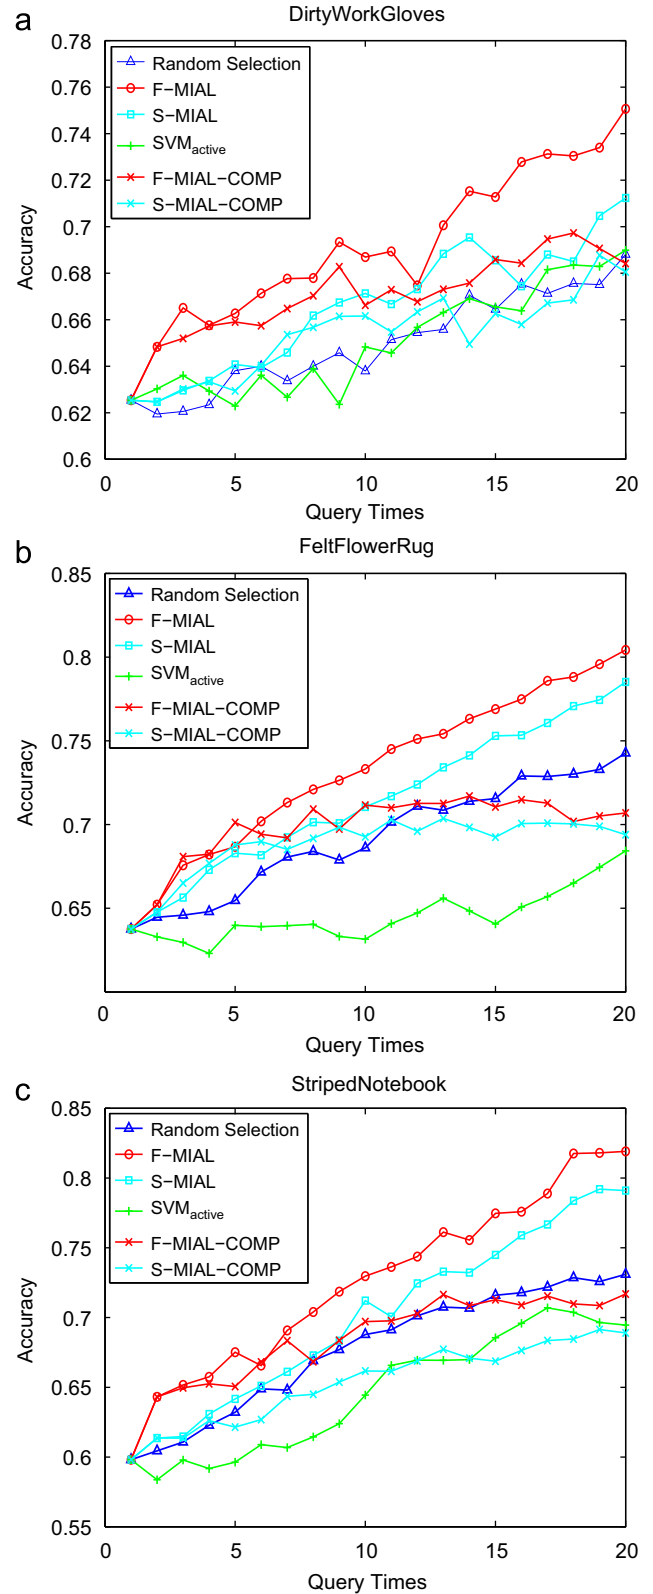 a
DirtyWorkGloves
0.78
0.76
0.74
0.72
0.7
0.68
0.66
0.64
0.62
0.6
Accuracy
Random Selection
F−MIAL
S−MIAL
SVMactive
F−MIAL−COMP
S−MIAL−COMP
0 5 10 15 20
Query Times
b
FeltFlowerRug
0.85
0.8
0.75
0.7
0.65
Accuracy
Random Selection
F−MIAL
S−MIAL
SVMactive
F−MIAL−COMP
S−MIAL−COMP
0 5 10 15 20
Query Times
c
StripedNotebook
0.85
0.8
0.75
0.7
0.65
0.6
0.55
Accuracy
Random Selection
F−MIAL
S−MIAL
SVMactive
F−MIAL−COMP
S−MIAL−COMP
0 5 10 15 20
Query Times